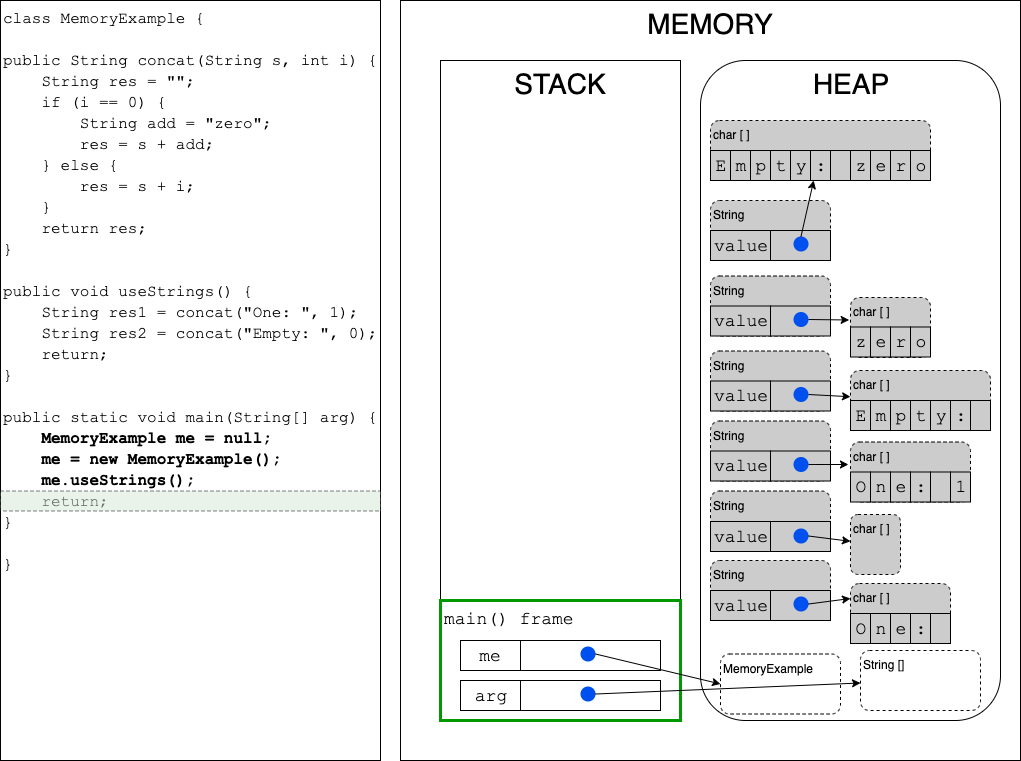 class MemoryExample {
public String concat(String s, int i) {
    String res = "";
    if (i == 0) {
        String add = "zero";
        res = s + add;
    } else {
        res = s + i;
    }
    return res;
}
public void useStrings() {
    String res1 = concat("One: ", 1);
    String res2 = concat("Empty: ", 0);
    return;
}
public static void main(String[] arg) {
    MemoryExample me = null;
    me = new MemoryExample();
    me.useStrings();
    return;
}
}
MEMORY
STACK
main() frame
me
arg
HEAP
char [ ]
E m p t y :   z e r o
String
value
String
value
char [ ]
z e r o
String
value
char [ ]
E m p t y :
String
value
char [ ]
O n e :   1
String
value
char [ ]
String
value
char [ ]
O n e :
MemoryExample
String []